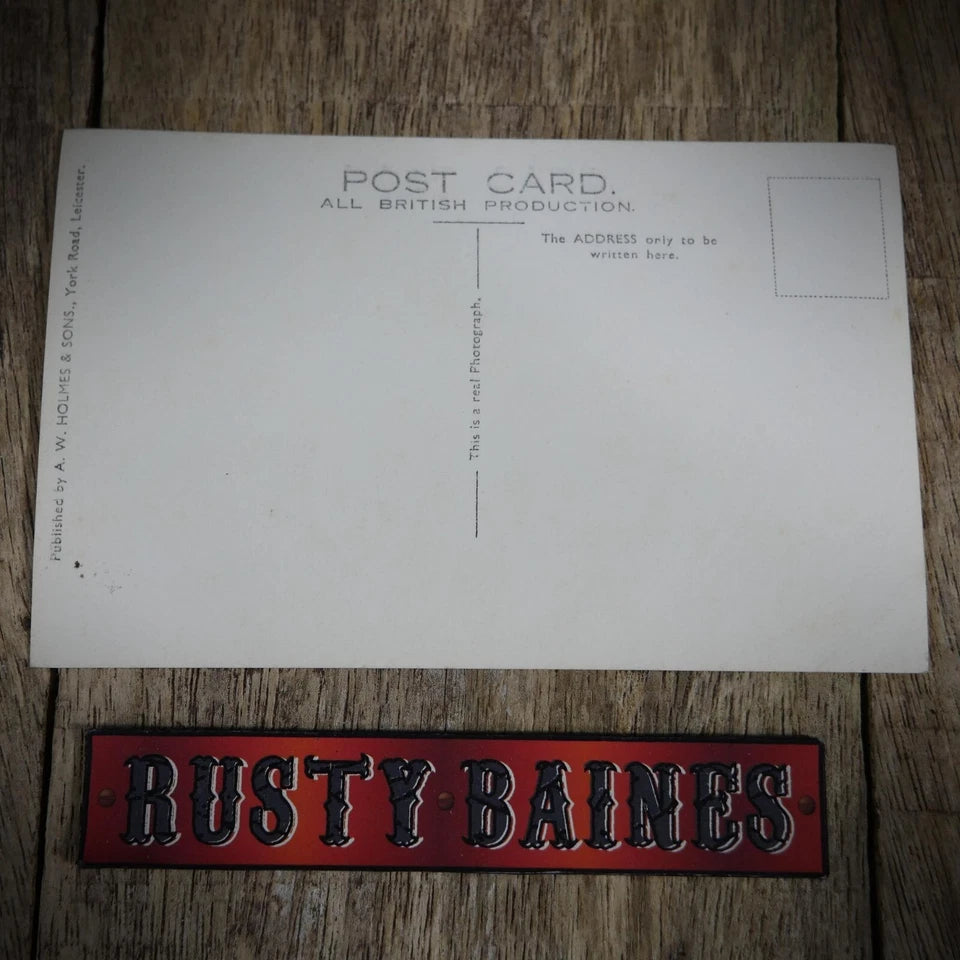 POST CARD.
ALL BRITISH PRODUCTION.
The ADDRESS only to be
written here.
This is a real Photograph.
Published by A. W. HOLMES & SONS., York Road, Leicester.
RUSTY BAINES